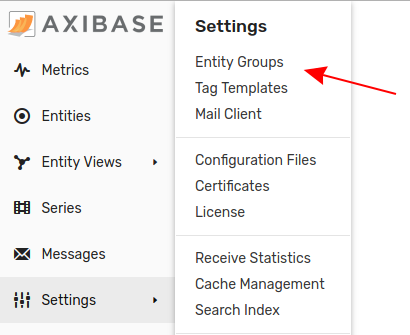 AXIBASE
Metrics
Entities
Entity Views
Series
Messages
Settings
Settings
Entity Groups
Tag Templates
Mail Client
Configuration Files
Certificates
License
Receive Statistics
Cache Management
Search Index